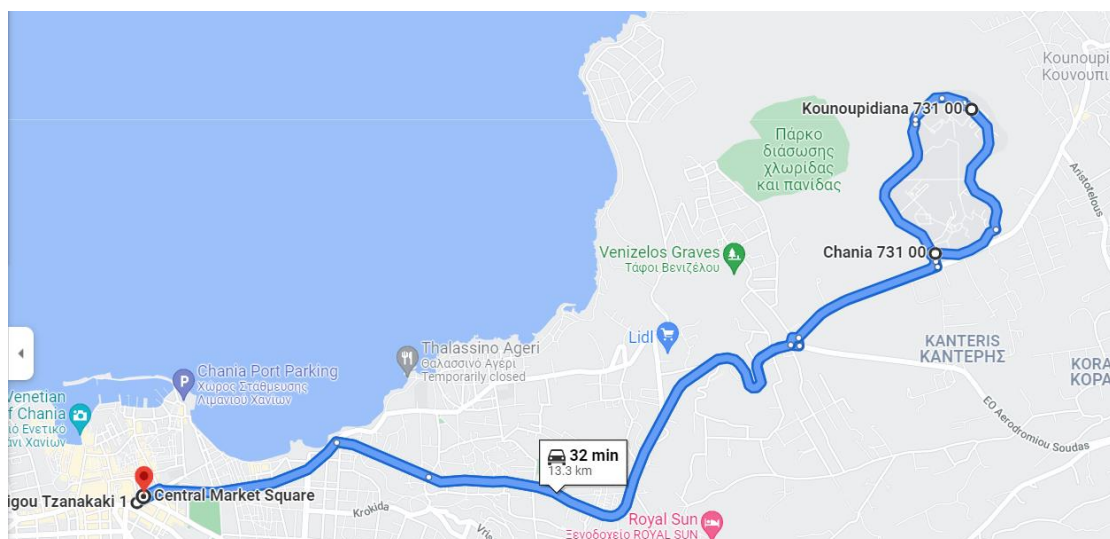 Kounoupi
Κουνουπι
Kounoupidiana 731 00
Πάρκο
διάσωσης
χλωρίδας
και πανίδας
Aristotelous
Venizelos Graves
Τάφοι Βενιζέλου
Chania 731 00
Lidl
KANTERIS
ΚΑΝΤΕΡΗΣ
KORA
ΚΟΡΑ
Thalassino Ageri
Θαλασσινό Αγέρι
Temporarily closed
Chania Port Parking
Χώρος Στάθμευσης
Λιμανιού Χανίων
P
Venetian
of Chania
ιό Ενετικό
άνι Χανίων
EO Aerodromiou Soudas
32 min
13.3 km
Central Market Square
igou Tzanakaki 1
Krokida
Vrie
Royal Sun
Ξενοδοχείο ROYAL SUN